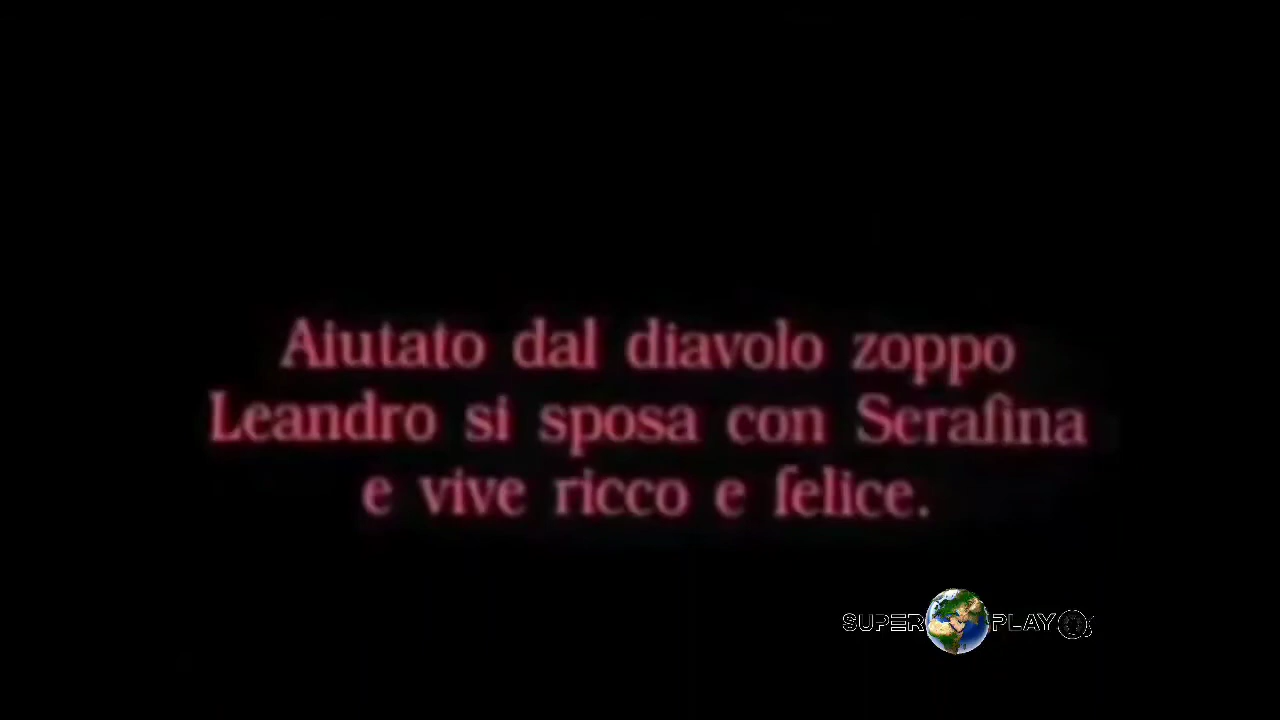 Aiutato dal diavolo zoppo
Leandro si sposa con Serafina
e vive ricco e felice.
SUPER PLAY